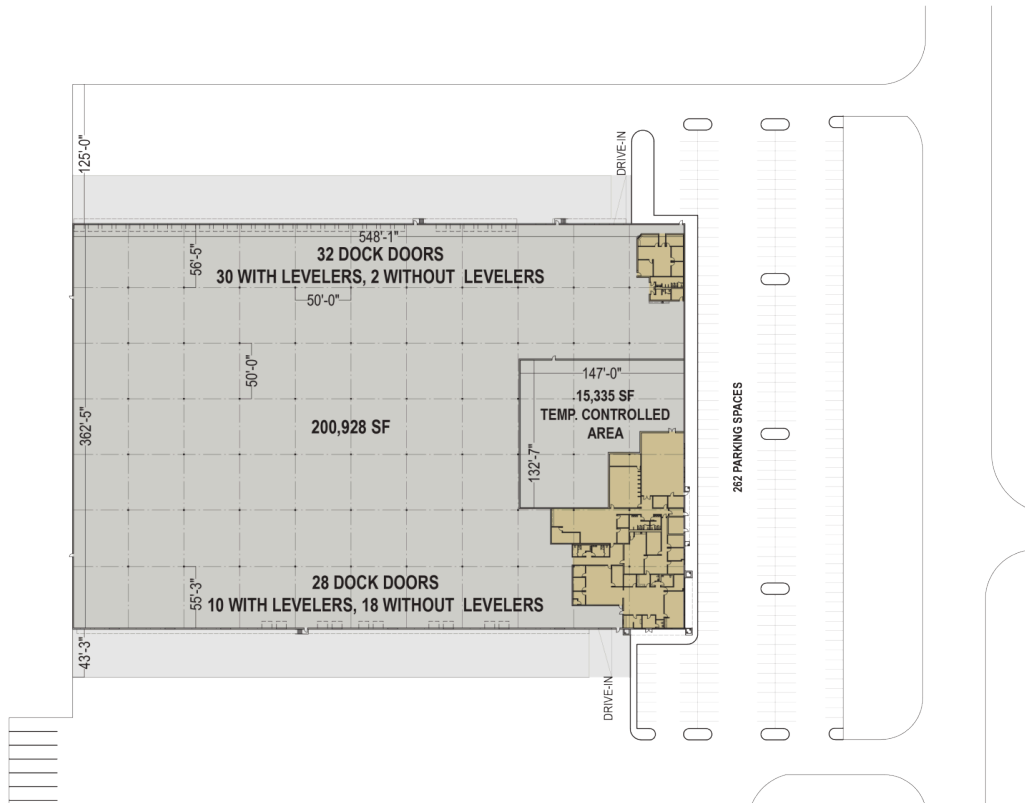 125'-0"
DRIVE-IN
548'-1"
32 DOCK DOORS
30 WITH LEVELERS, 2 WITHOUT LEVELERS
56'-5"
50'-0"
50'-0"
147'-0"
15,335 SF
TEMP. CONTROLLED
AREA
362'-5"
200,928 SF
132'-7"
262 PARKING SPACES
28 DOCK DOORS
10 WITH LEVELERS, 18 WITHOUT LEVELERS
55'-3"
43'-3"
DRIVE-IN